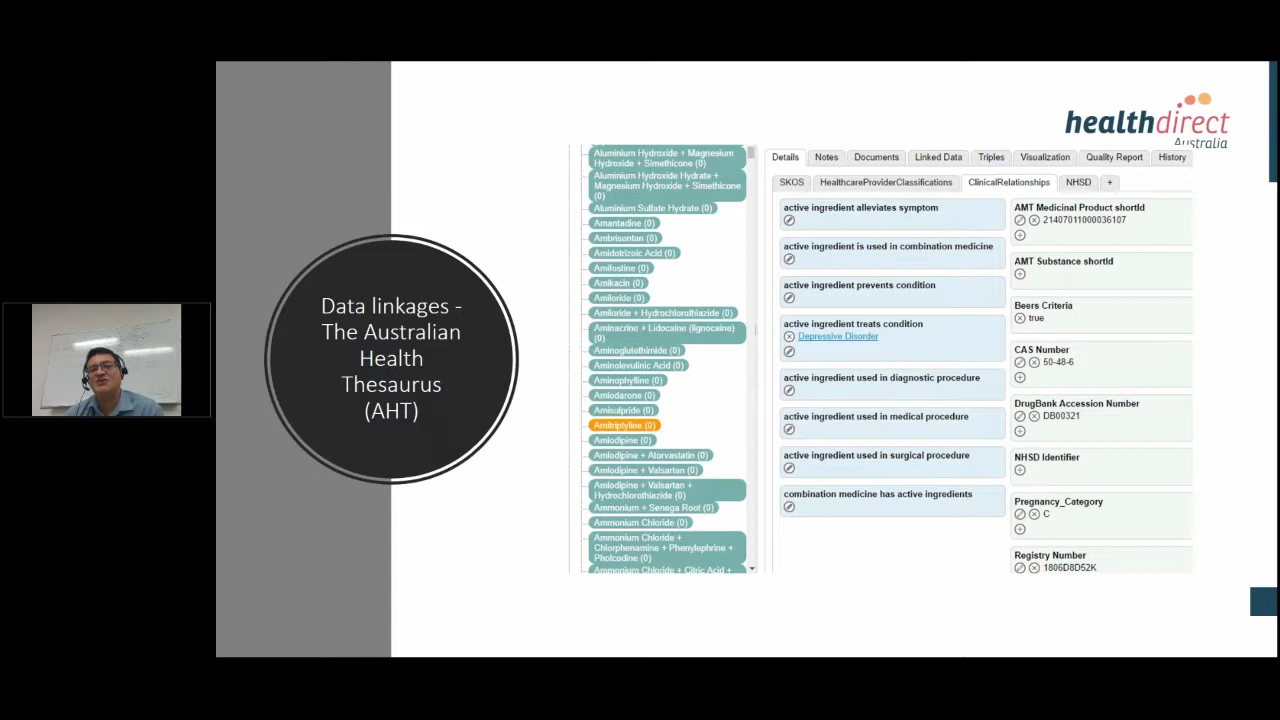 healthdirect
Australia
Data linkages -
The Australian
Health
Thesaurus
(AHT)
Aluminium Hydroxide + Magnesium
Hydroxide + Simethicone (0)
Aluminium Hydroxide Hydrate +
Magnesium Hydroxide + Simethicone
(0)
Aluminium Sulfate Hydrate (0)
Amantadine (0)
Ambrisentan (0)
Amidotrizoic Acid (0)
Amifostine (0)
Amikacin (0)
Amiloride (0)
Amiloride + Hydrochlorothiazide (0)
Aminacrine + Lidocaine (lignocaine)
(0)
Aminoglutethimide (0)
Aminolevulinic Acid (0)
Aminophylline (0)
Amiodarone (0)
Amisulpride (0)
Amitriptyline (0)
Amlodipine (0)
Amlodipine + Atorvastatin (0)
Amlodipine + Valsartan (0)
Amlodipine + Valsartan +
Hydrochlorothiazide (0)
Ammonium + Senega Root (0)
Ammonium Chloride (0)
Ammonium Chloride +
Chlorphenamine + Phenylephrine +
Pholcodine (0)
Ammonium Chloride + Citric Acid +
Details Notes Documents Linked Data Triples Visualization Quality Report History
SKOS HealthcareProviderClassifications ClinicalRelationships NHSD +
active ingredient alleviates symptom
active ingredient is used in combination medicine
active ingredient prevents condition
active ingredient treats condition
Depressive Disorder
active ingredient used in diagnostic procedure
active ingredient used in medical procedure
active ingredient used in surgical procedure
combination medicine has active ingredients
AMT Medicinal Product shortId
21407011000036107
AMT Substance shortId
Beers Criteria
true
CAS Number
50-48-6
DrugBank Accession Number
DB00321
NHSD Identifier
Pregnancy_Category
C
Registry Number
1806D8D52K